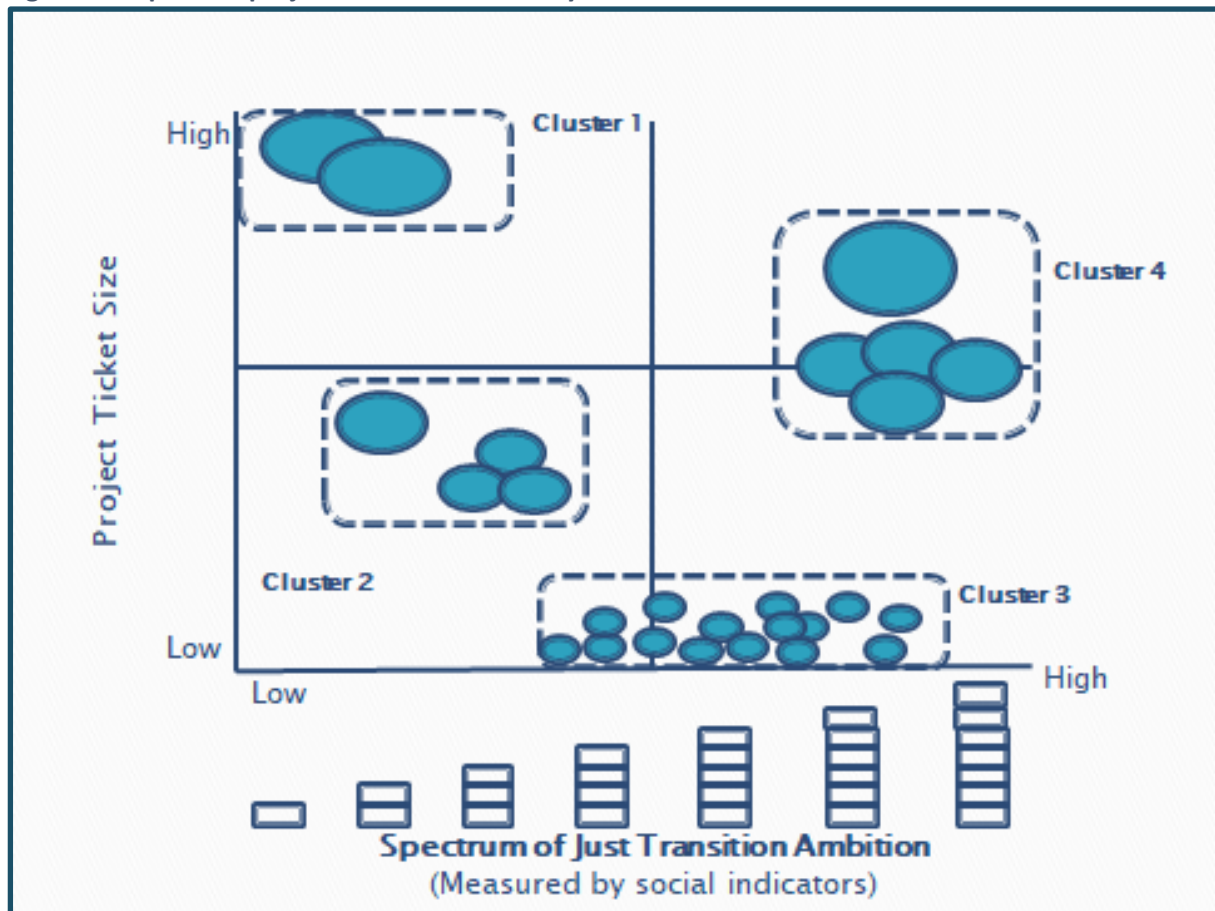 High
Cluster 1
Cluster 4
Project Ticket Size
Cluster 2
Cluster 3
Low
Low
High
Spectrum of Just Transition Ambition
(Measured by social indicators)